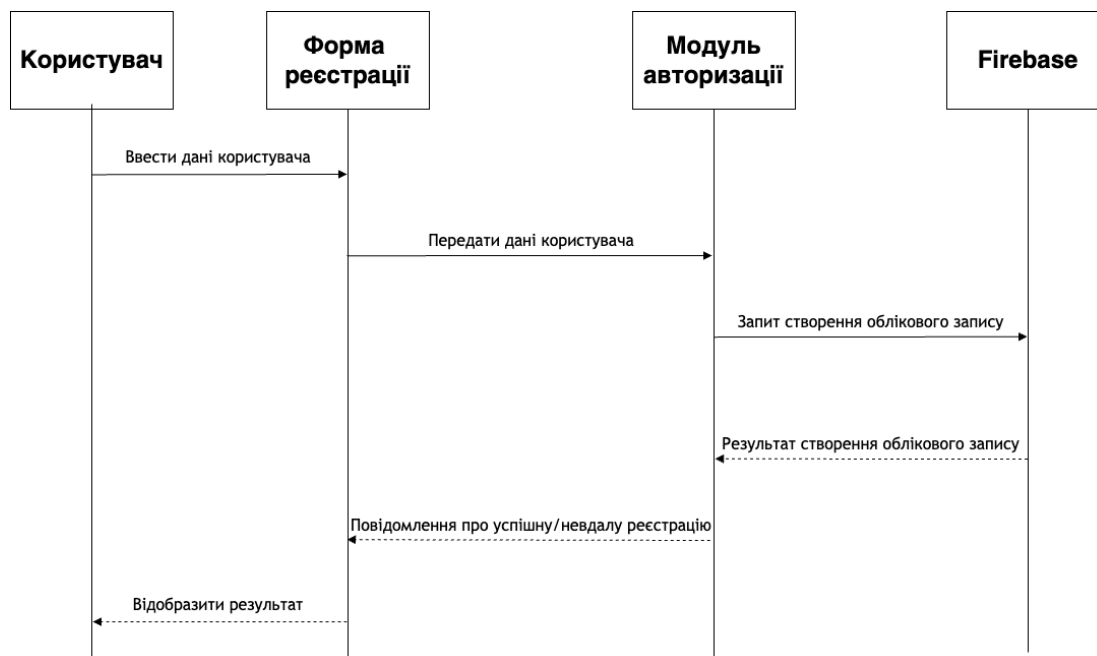 Користувач
Форма
реєстрації
Модуль
авторизації
Firebase
Ввести дані користувача
Передати дані користувача
Запит створення облікового запису
Результат створення облікового запису
Повідомлення про успішну/невдалу реєстрацію
Відобразити результат